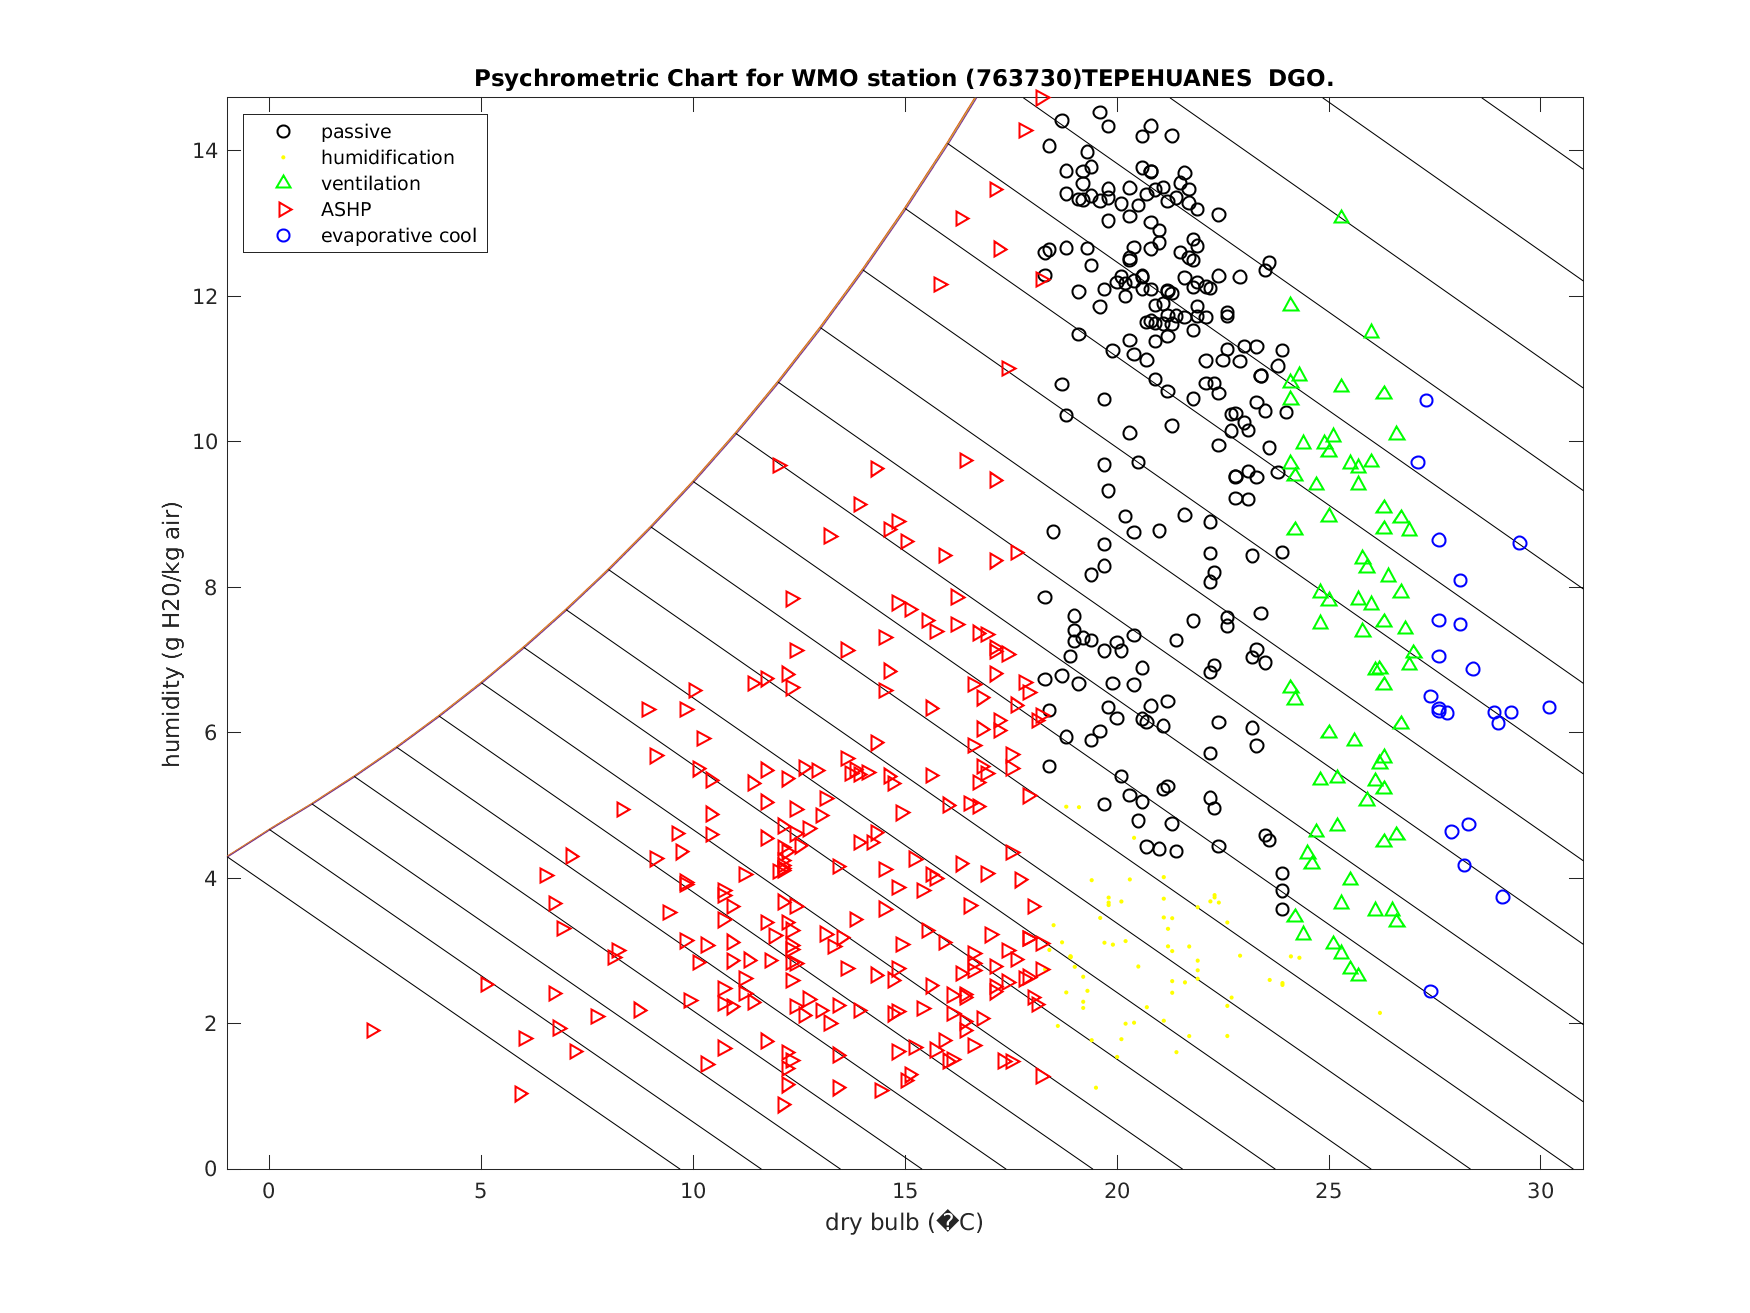 Psychrometric Chart for WMO station (763730)TEPEHUANES  DGO.
passive
humidification
ventilation
ASHP
evaporative cool
humidity (g H20/kg air)
14
12
10
8
6
4
2
0
0 5 10 15 20 25 30
dry bulb (�C)